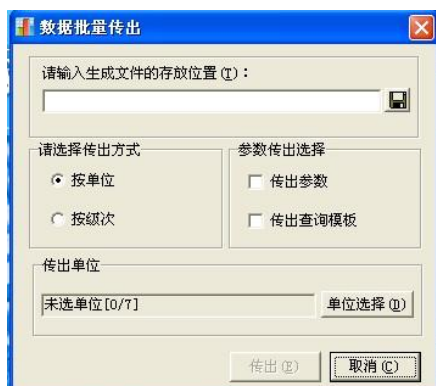 数据批量传出
请输入生成文件的存放位置(I)：
请选择传出方式
参数传出选择
按单位
传出参数
按级次
传出查询模板
传出单位
未选单位[0/7]
单位选择(D)
传出(E)
取消(C)